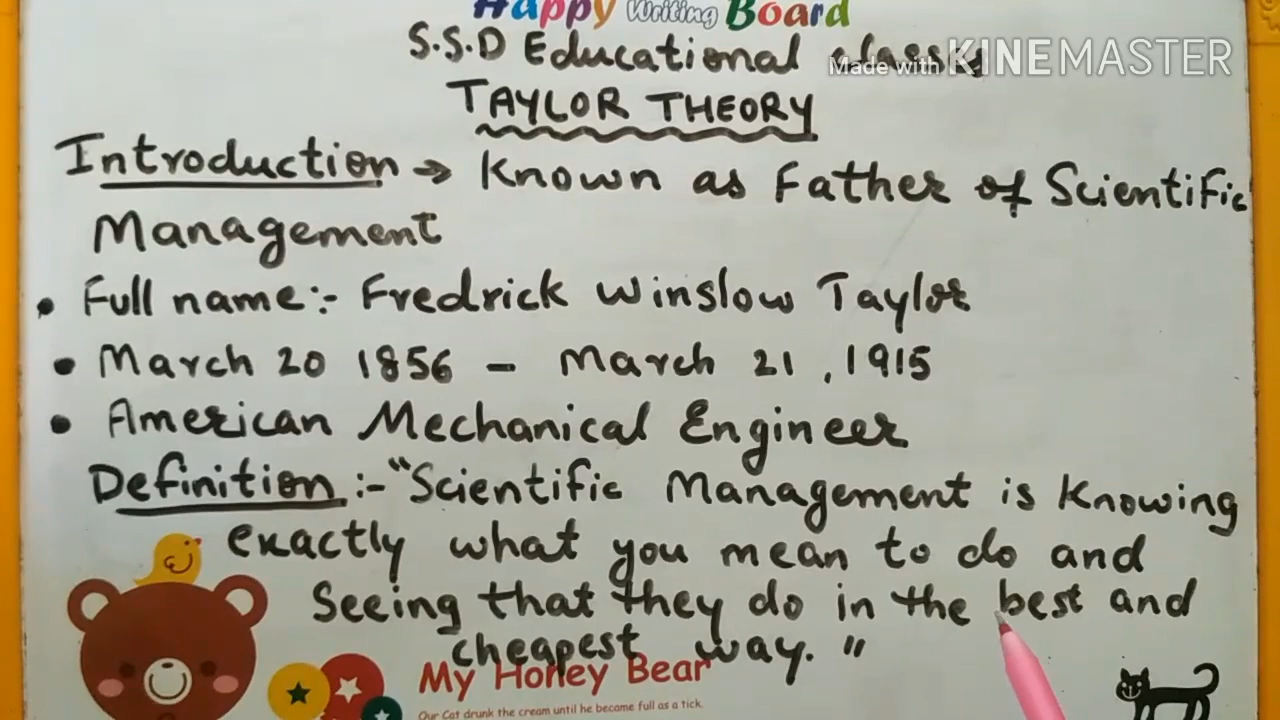 Happy Writing Board
S.S.D Educational classes
Made with KINEMASTER
TAYLOR THEORY
Introduction → Known as Father of Scientific
Management
• Full name:- Fredrick Winslow Taylor
• March 20 1856 - March 21, 1915
• American Mechanical Engineer
Definition :- "Scientific Management is Knowing
exactly what you mean to do and
Seeing that they do in the best and
cheapest way."
My Honey Bear
Our Cat drunk the cream until he became full as a tick.